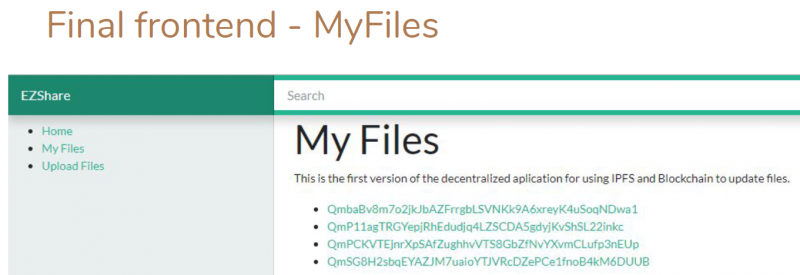 Final frontend - MyFiles
EZShare
Search
Home
My Files
Upload Files
My Files
This is the first version of the decentralized aplication for using IPFS and Blockchain to update files.
QmbaBv8m7o2jkJbAZFrrgbLSVNKk9A6xreyK4uSoqNDwa1
QmP11agTRGYepjRhEdudjq4LZSCDA5gdyjKvShSL22inkc
QmPCKVTEjnrXpSAfZughhvVTS8GbZfNvYXvmCLufp3nEUp
QmSG8H2sbqEYAZJM7uaioYTJVRcDZePCe1fnoB4kM6DUUB